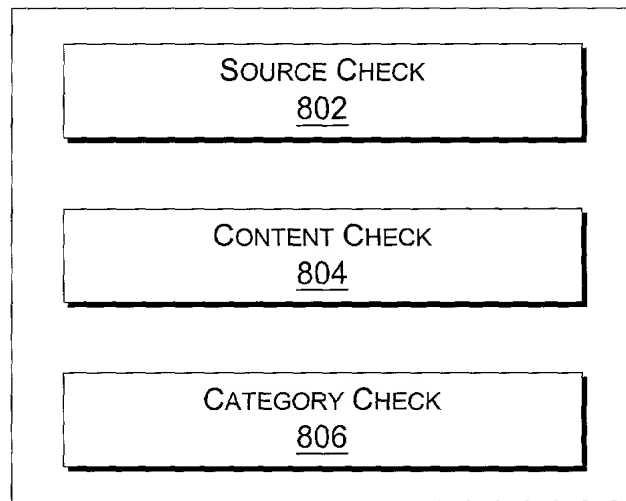 SOURCE CHECK
802
CONTENT CHECK
804
CATEGORY CHECK
806